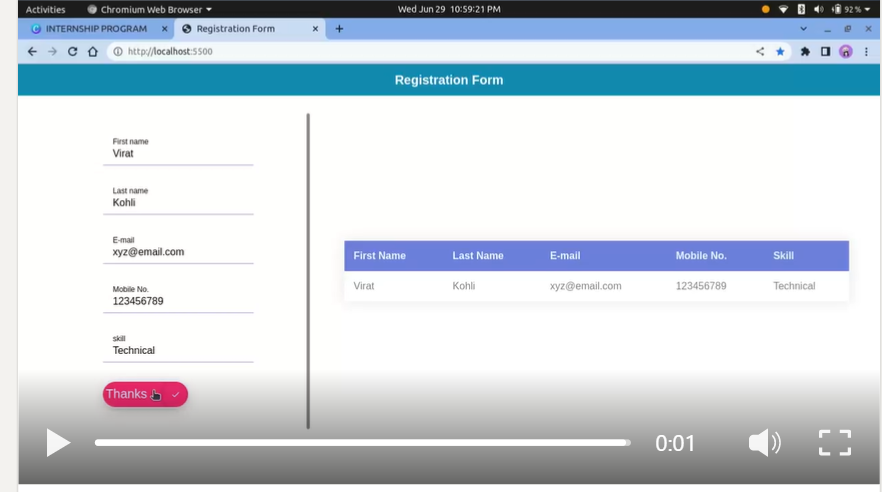 Activities Chromium Web Browser Wed Jun 29 10:59:21 PM 92 %
INTERNSHIP PROGRAM Registration Form
http://localhost:5500
Registration Form
First name
Virat
Last name
Kohli
E-mail
xyz@email.com
Mobile No.
123456789
skill
Technical
Thanks
First Name Last Name E-mail Mobile No. Skill
Virat Kohli xyz@email.com 123456789 Technical
0:01